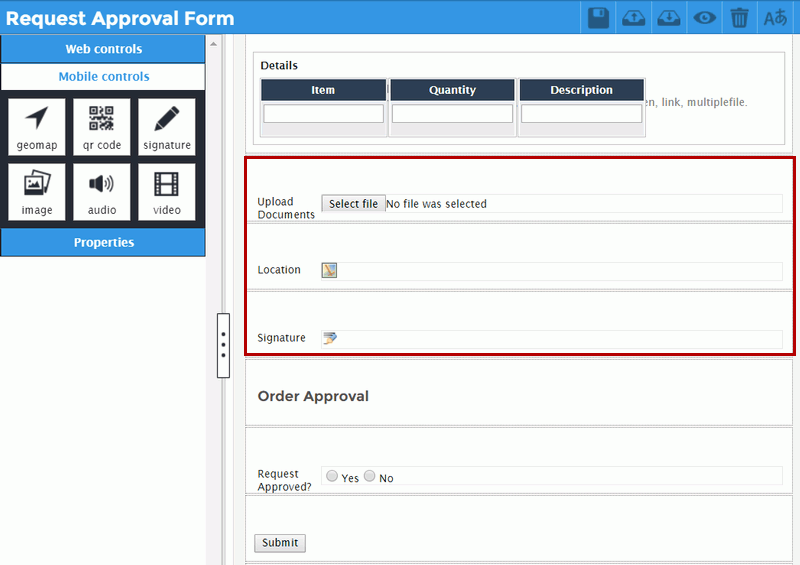 Request Approval Form
Aあ
Web controls
Mobile controls
geomap
qr code
signature
image
audio
video
Properties
Details
Item
Quantity
Description
en, link, multiplefile.
Upload
Documents
Select file
No file was selected
Location
Signature
Order Approval
Request
Approved?
Yes
No
Submit